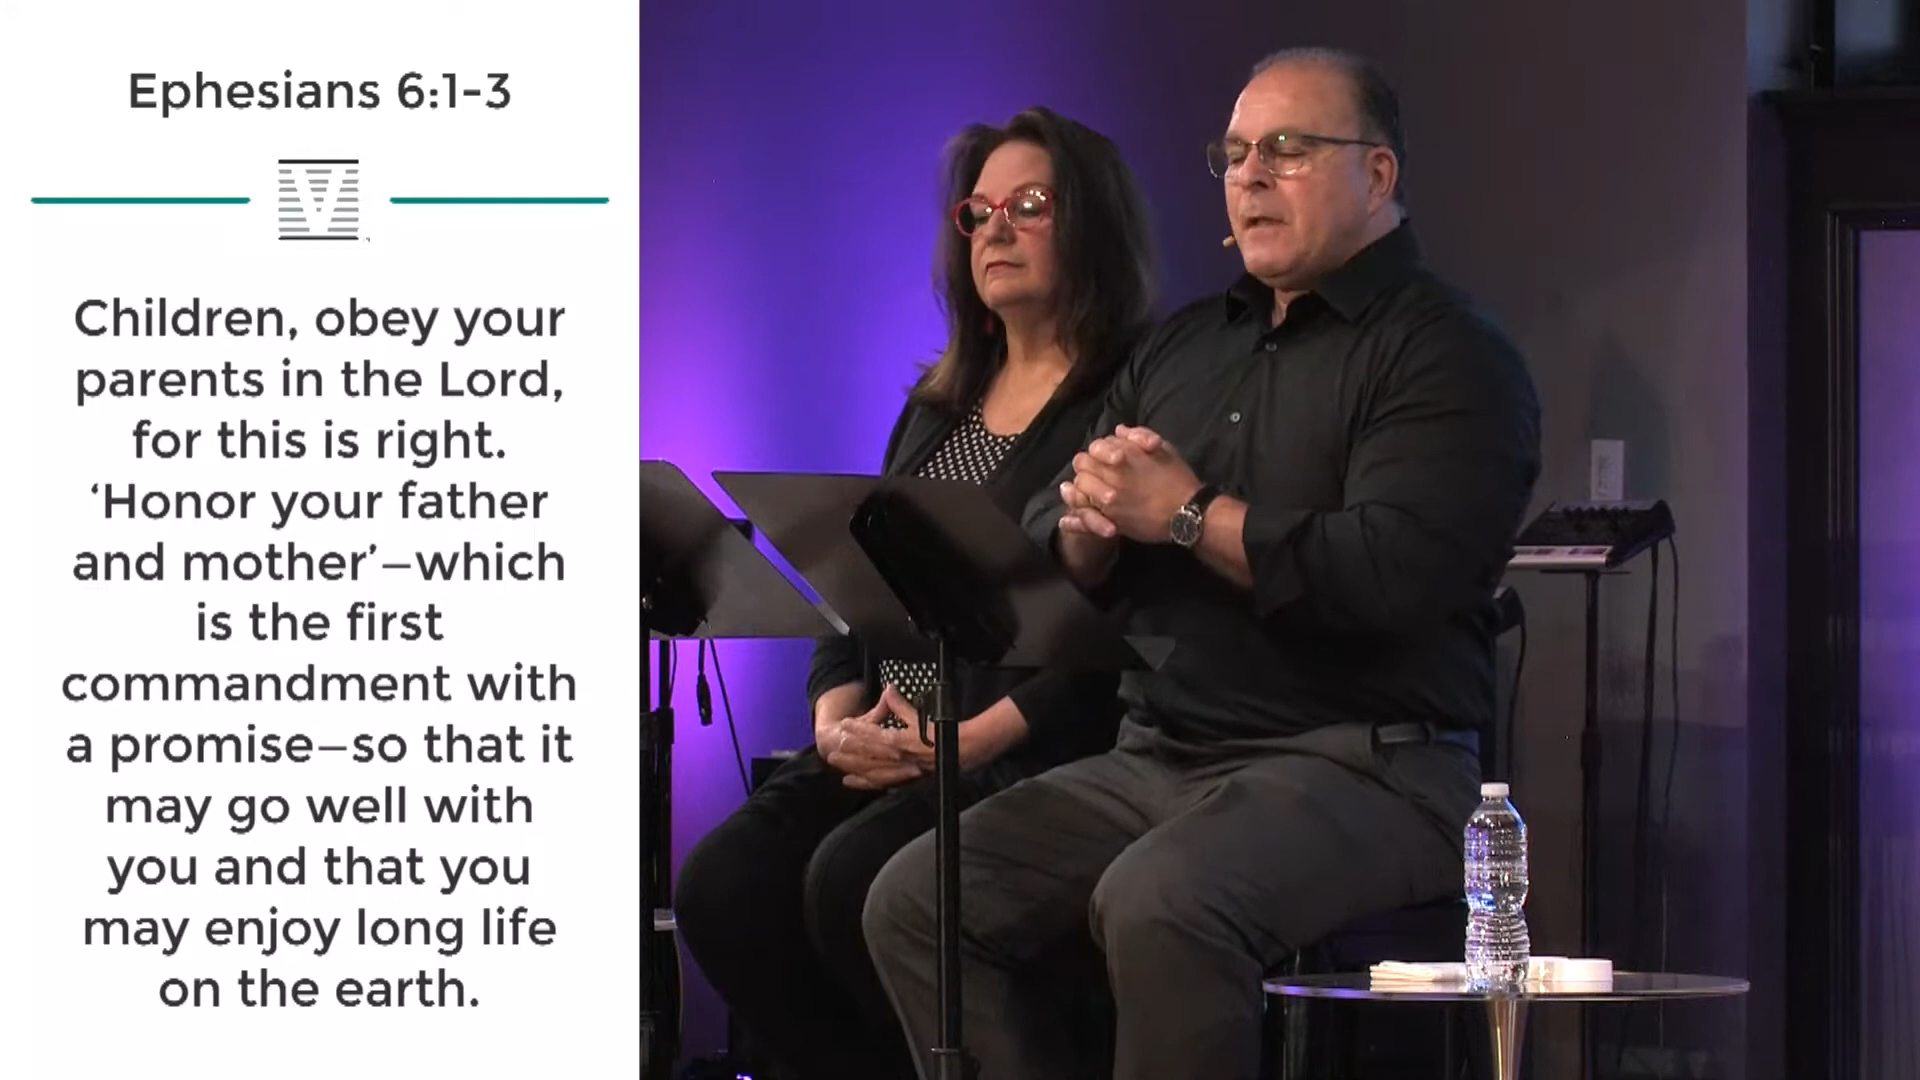 Ephesians 6:1-3
V
Children, obey your
parents in the Lord,
for this is right.
‘Honor your father
and mother’—which
is the first
commandment with
a promise—so that it
may go well with
you and that you
may enjoy long life
on the earth.